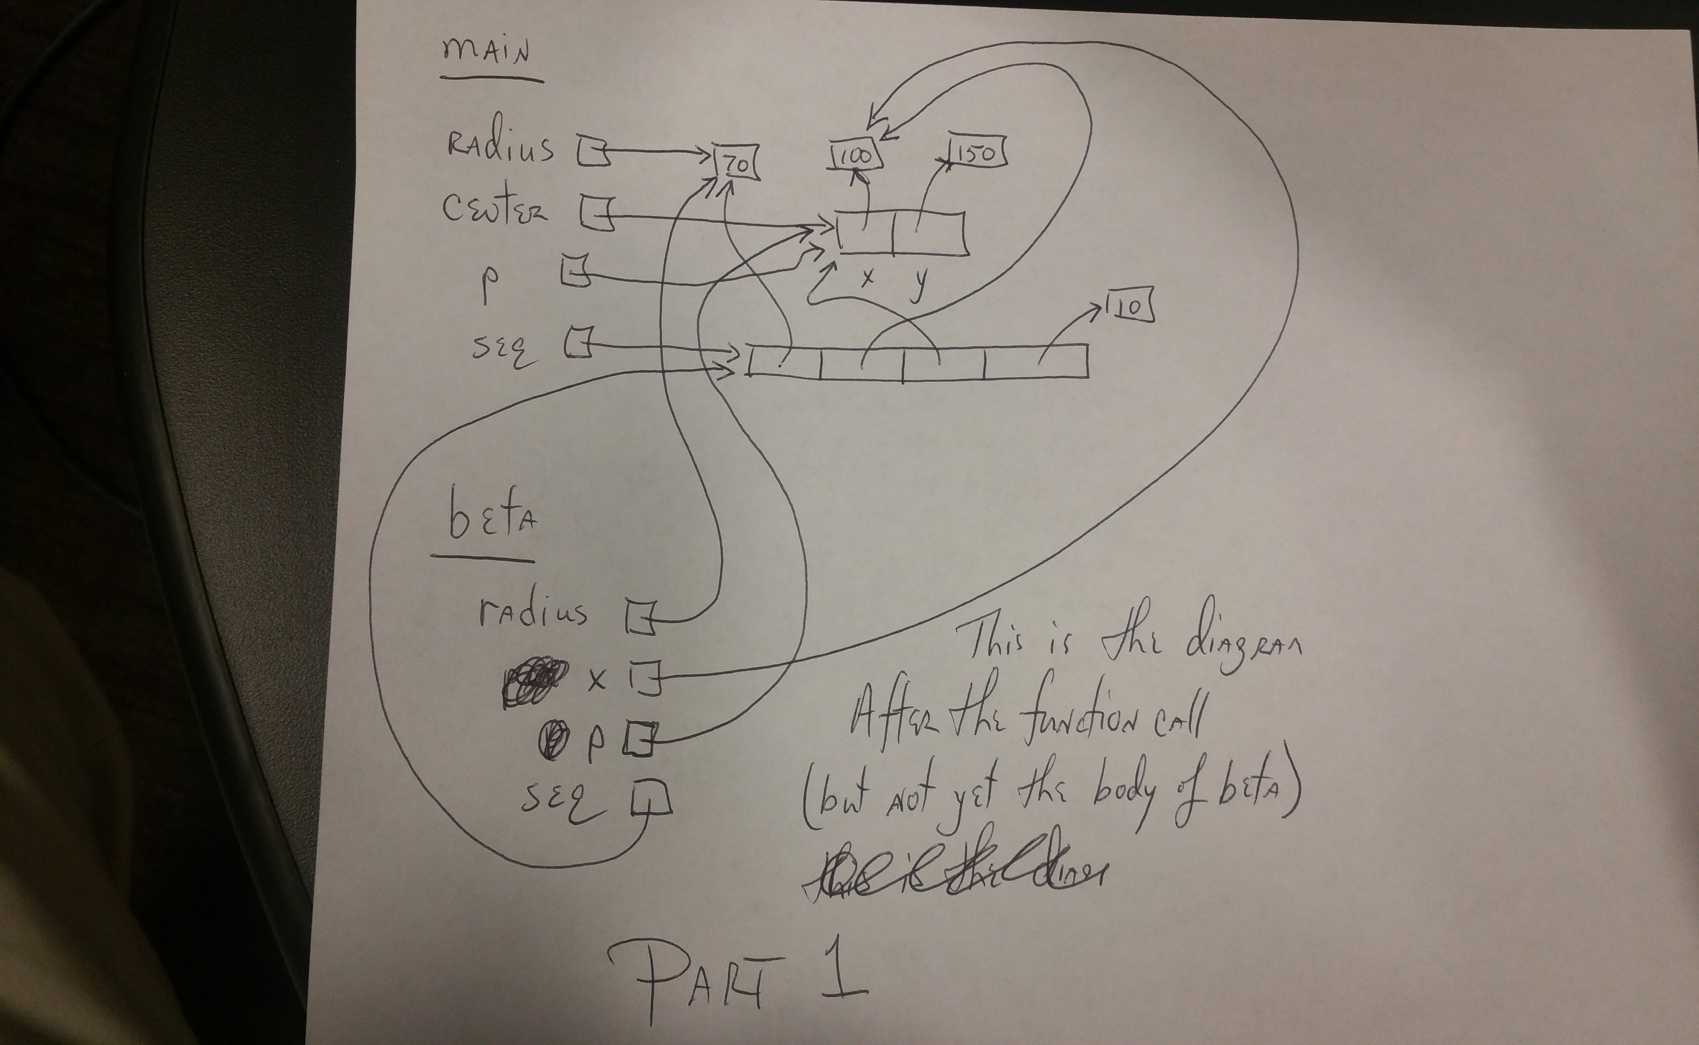 MAIN
RAdius
70
100
150
CENTER
p
x
y
10
seq
beta
radius
x
p
seq
This is the diagram
After the function call
(but not yet the body of beta)
PART 1